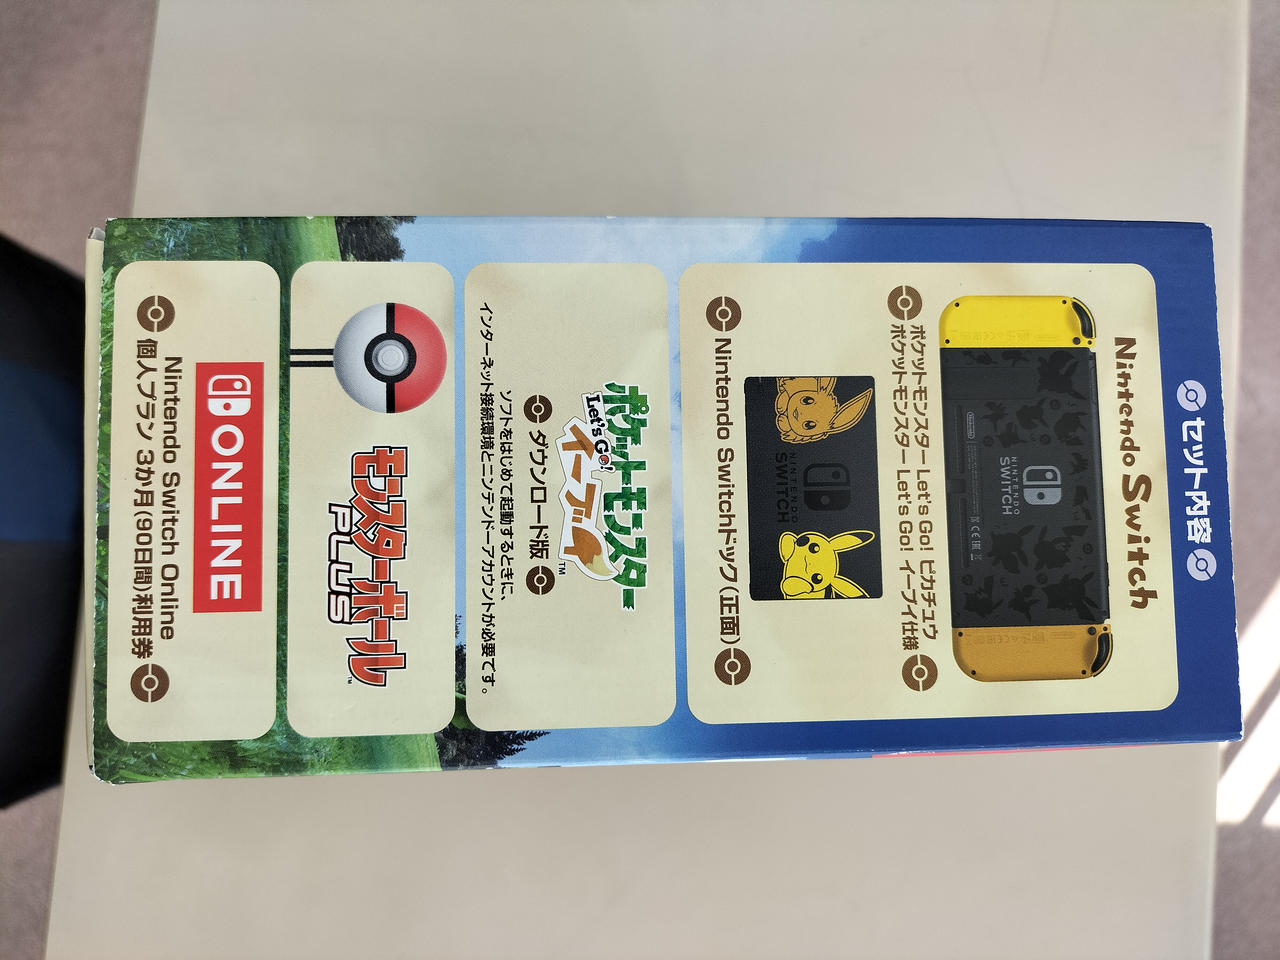 セット内容
Nintendo Switch
NINTENDO
SWITCH
Nintendo
ポケットモンスター Let's Go! ピカチュウ
ポケットモンスター Let's Go! イーブイ仕様
NINTENDO
SWITCH
Nintendo Switchドック(正面)
ポケットモンスター
Let's GO!
イーブイ
TM
ダウンロード版
ソフトをはじめて起動するときに、
インターネット接続環境とニンテンドーアカウントが必要です。
モンスターボール
PLUS
TM
ONLINE
Nintendo Switch Online
個人プラン 3か月(90日間)利用券